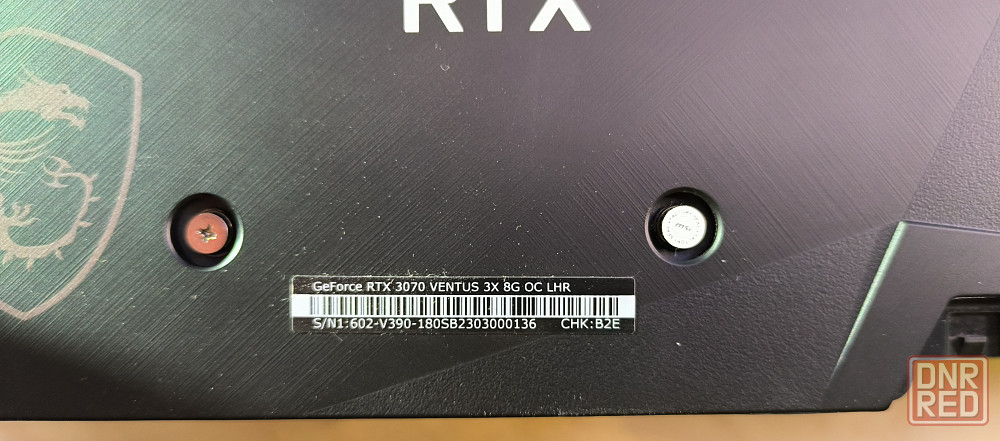 RTX
GeForce RTX 3070 VENTUS 3X 8G OC LHR
S/N1:602-V390-180SB2303000136 CHK:B2E
DNR
RED